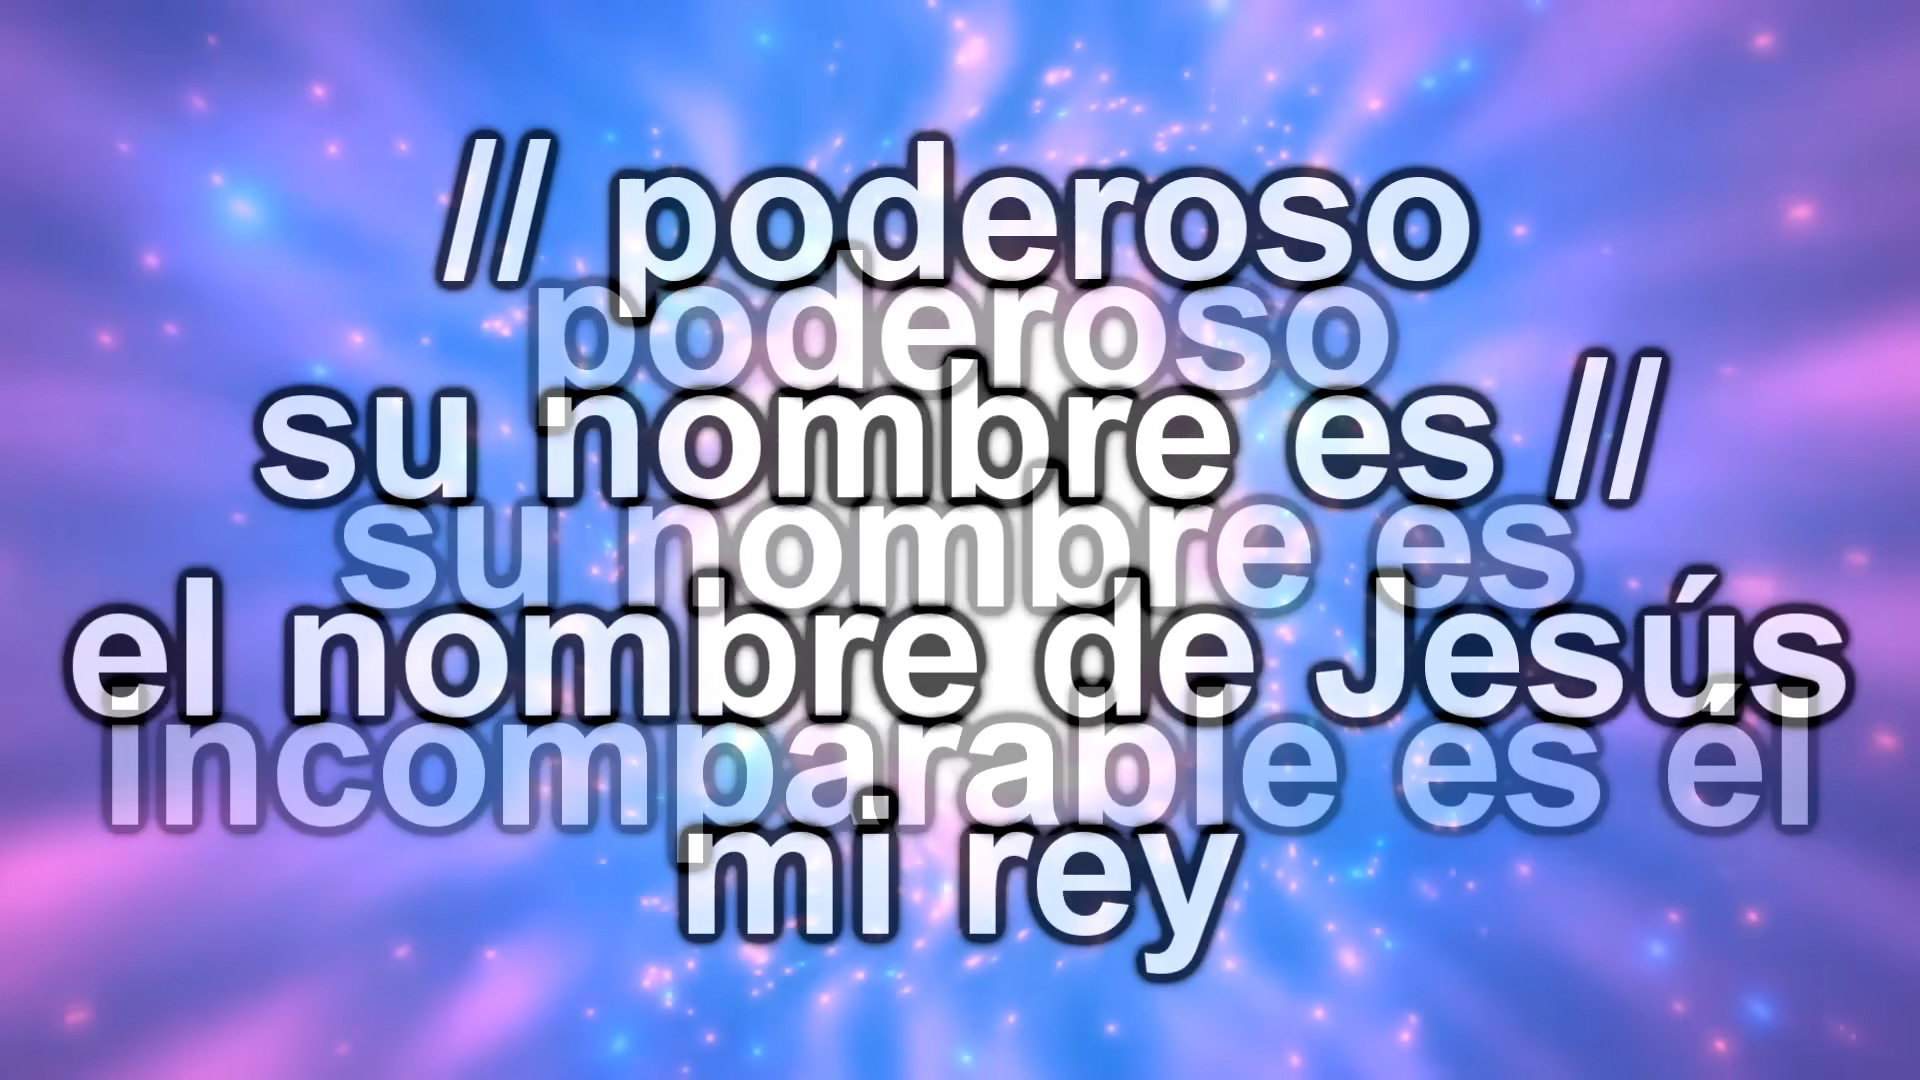 // poderoso
poderoso
su nombre es //
su nombre es
el nombre de Jesús
incomparable es él
mi rey